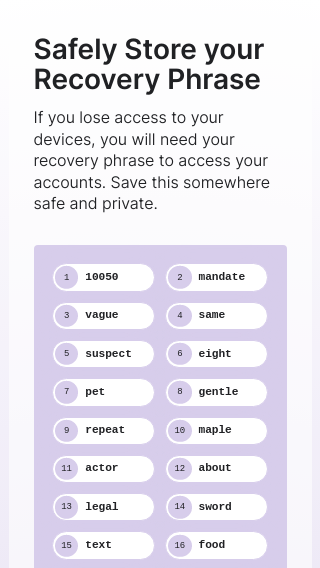 Safely Store your
Recovery Phrase
If you lose access to your
devices, you will need your
recovery phrase to access your
accounts. Save this somewhere
safe and private.
1 10050 2 mandate
3 vague 4 same
5 suspect 6 eight
7 pet 8 gentle
9 repeat 10 maple
11 actor 12 about
13 legal 14 sword
15 text 16 food